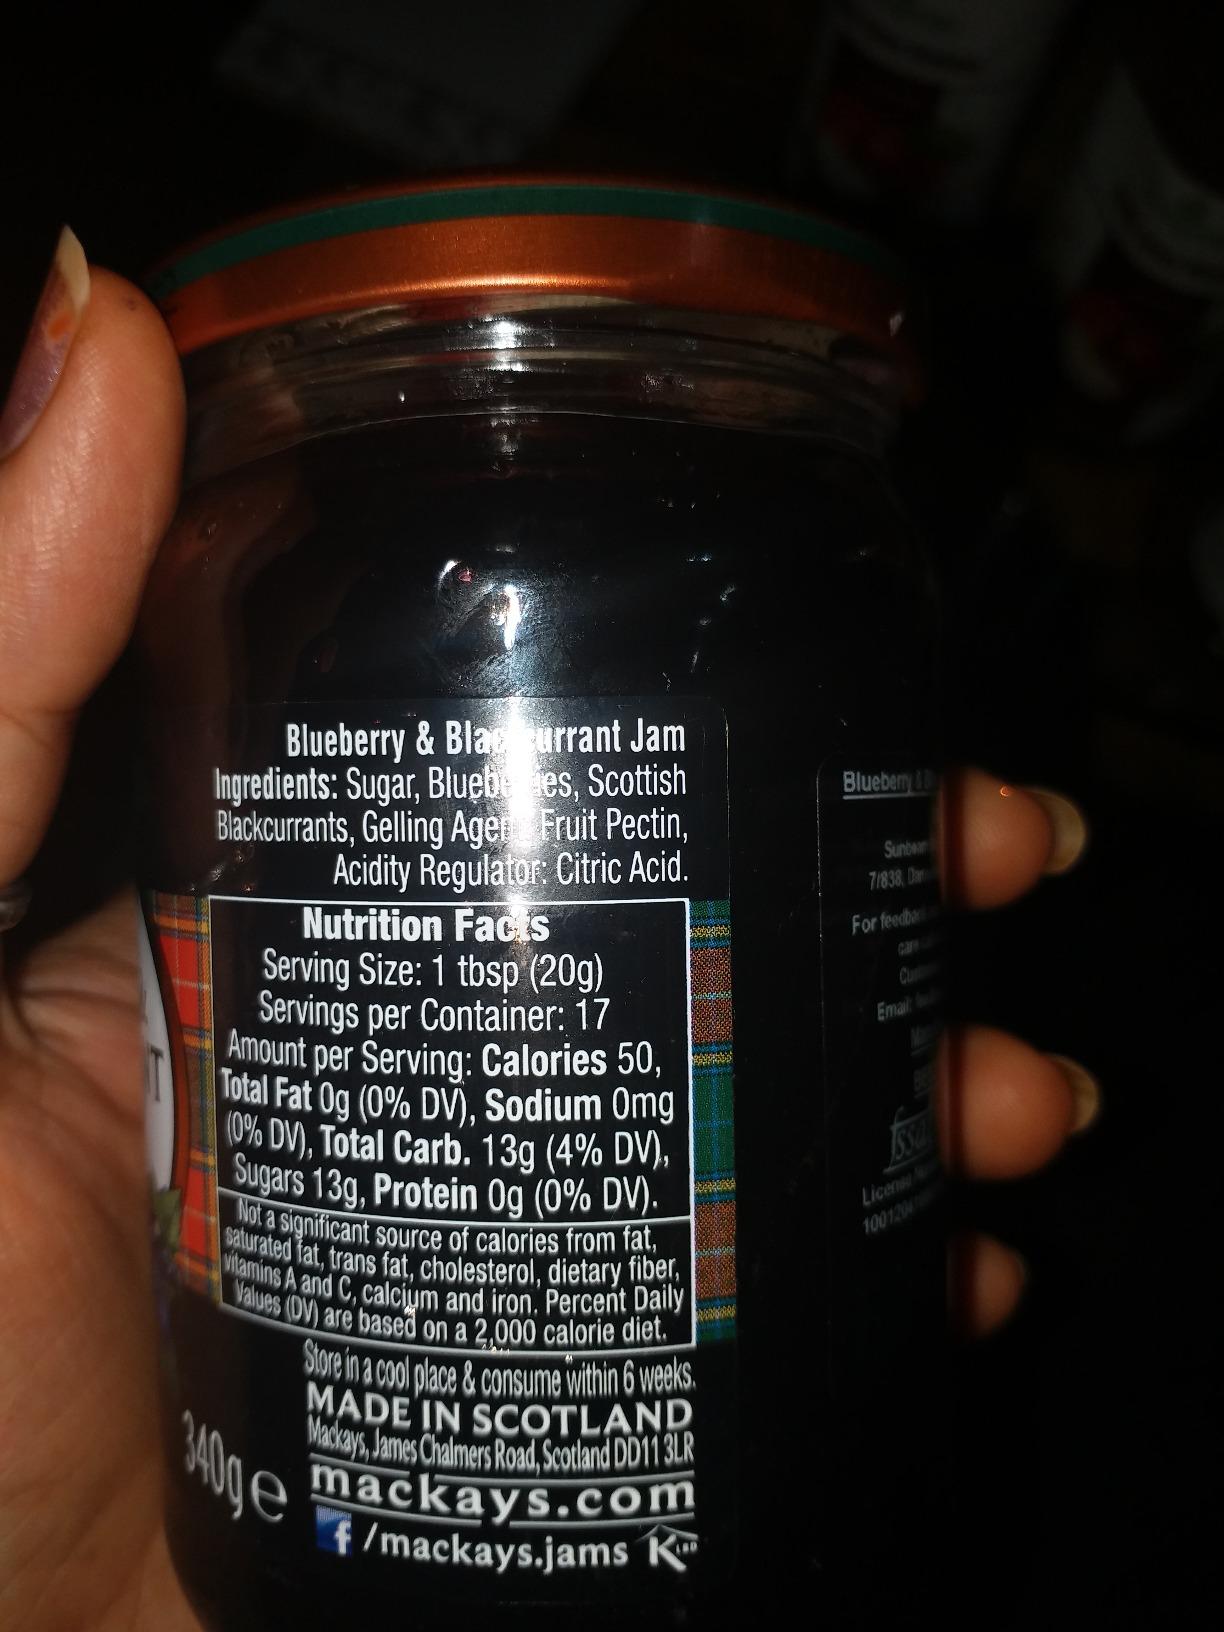 Blueberry & Blackcurrant Jam
Ingredients: Sugar, Blueberries, Scottish
Blackcurrants, Gelling Agent: Fruit Pectin,
Acidity Regulator: Citric Acid.
Nutrition Facts
Serving Size: 1 tbsp (20g)
Servings per Container: 17
Amount per Serving: Calories 50,
Total Fat 0g (0% DV), Sodium 0mg
(0% DV), Total Carb. 13g (4% DV),
Sugars 13g, Protein 0g (0% DV).
Not a significant source of calories from fat,
saturated fat, trans fat, cholesterol, dietary fiber,
vitamins A and C, calcium and iron. Percent Daily
Values (DV) are based on a 2,000 calorie diet.
Store in a cool place & consume within 6 weeks.
MADE IN SCOTLAND
Mackays, James Chalmers Road, Scotland DD11 3LR
340g e
mackays.com
f /mackays.jams K LBD
Blueberry &
7/838,
For
Email:
fssai